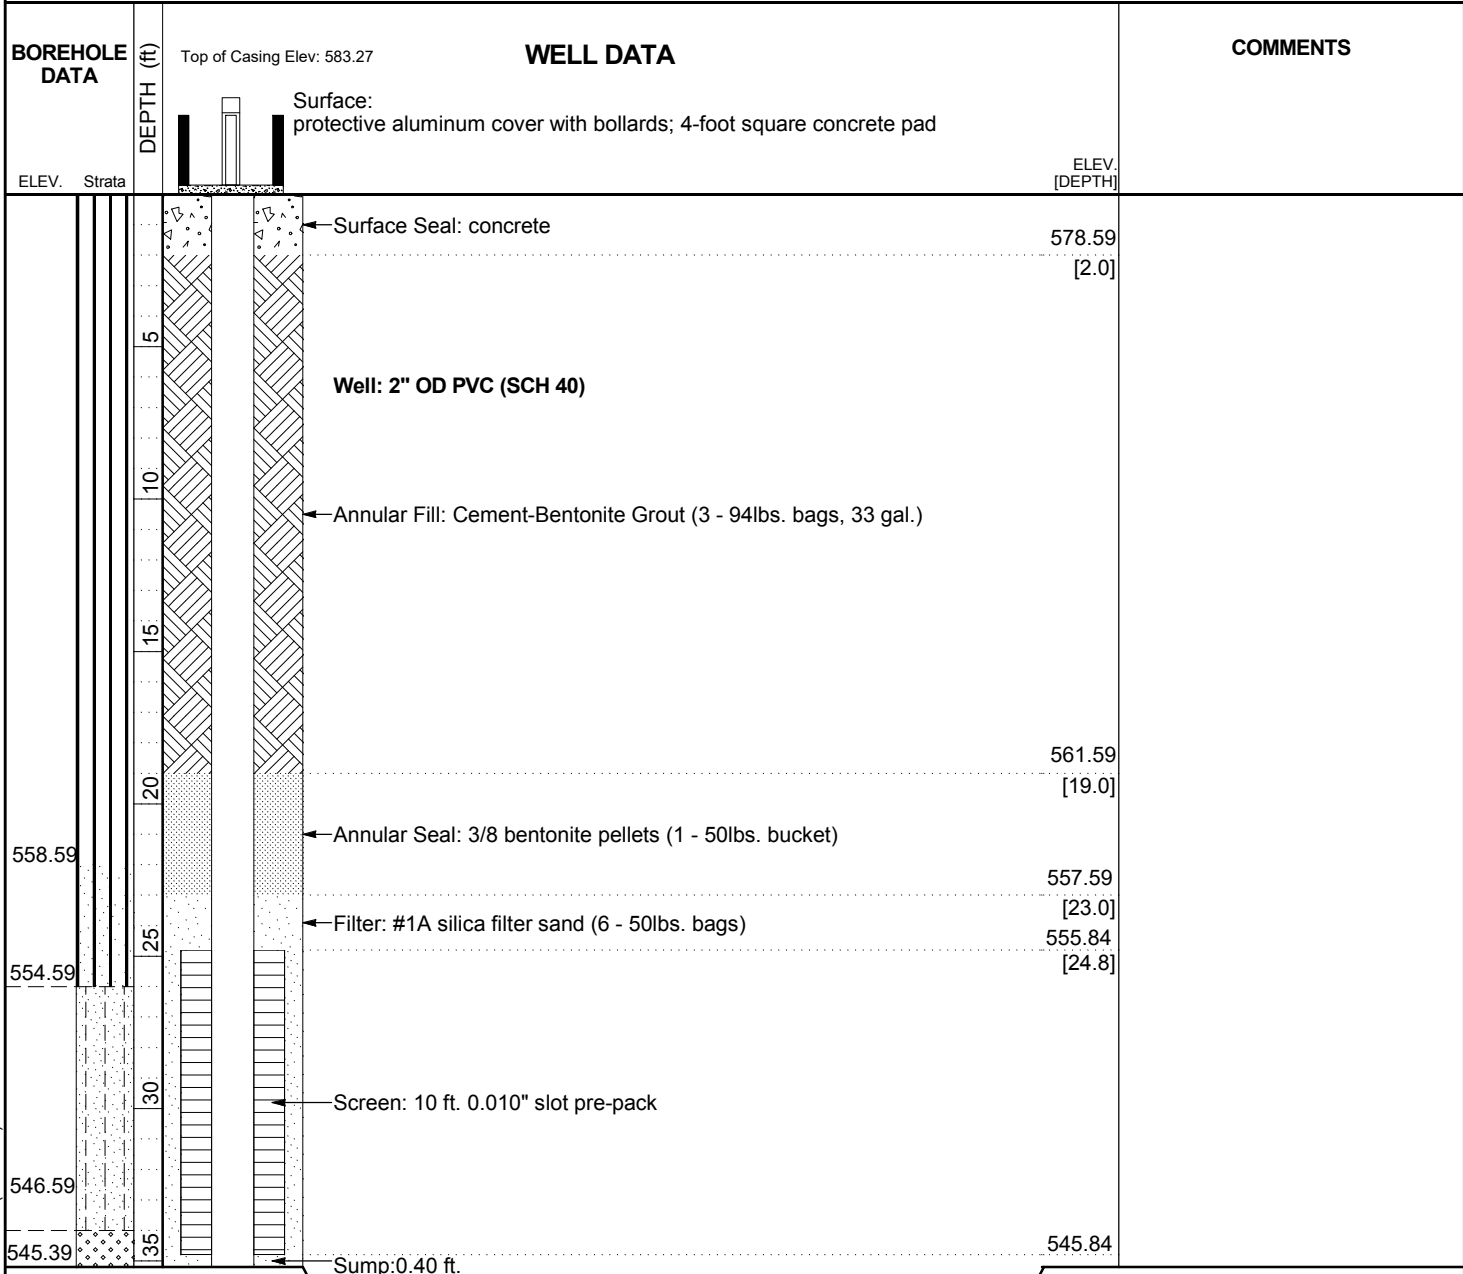 BOREHOLE
DATA
DEPTH (ft)
Top of Casing Elev: 583.27
WELL DATA
COMMENTS
Surface:
protective aluminum cover with bollards; 4-foot square concrete pad
ELEV. Strata
ELEV.
[DEPTH]
Surface Seal: concrete
578.59
[2.0]
5
Well: 2" OD PVC (SCH 40)
10
Annular Fill: Cement-Bentonite Grout (3 - 94lbs. bags, 33 gal.)
15
561.59
[19.0]
20
Annular Seal: 3/8 bentonite pellets (1 - 50lbs. bucket)
558.59
557.59
[23.0]
Filter: #1A silica filter sand (6 - 50lbs. bags)
25
555.84
[24.8]
554.59
30
Screen: 10 ft. 0.010" slot pre-pack
546.59
545.84
35
545.39
Sump:0.40 ft.